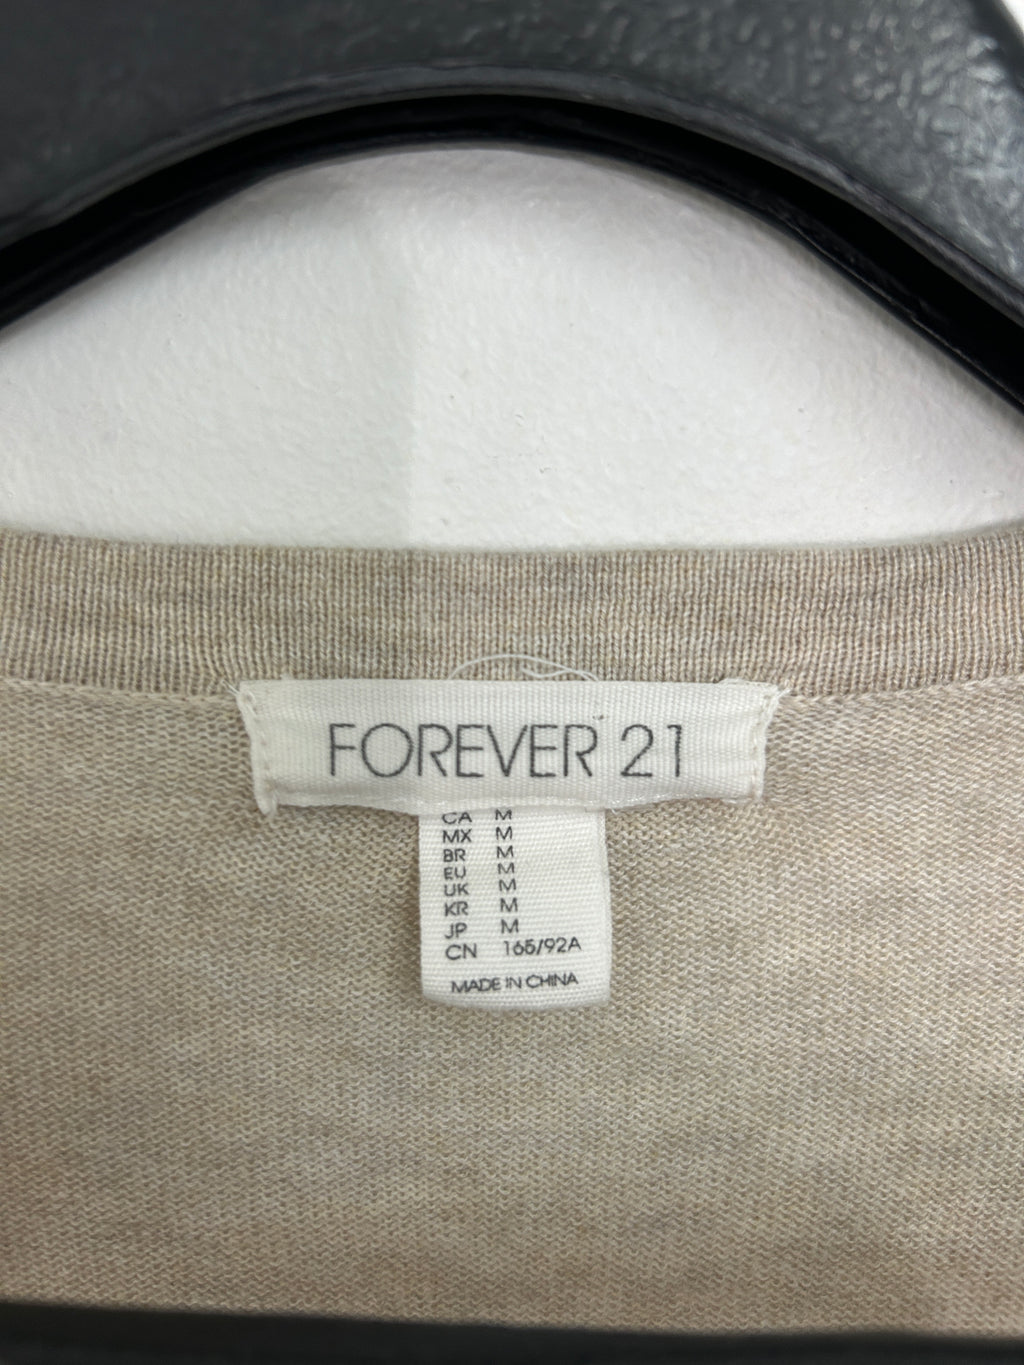 FOREVER 21
CA M
MX M
BR M
EU M
UK M
KR M
JP M
CN 165/92A
MADE IN CHINA